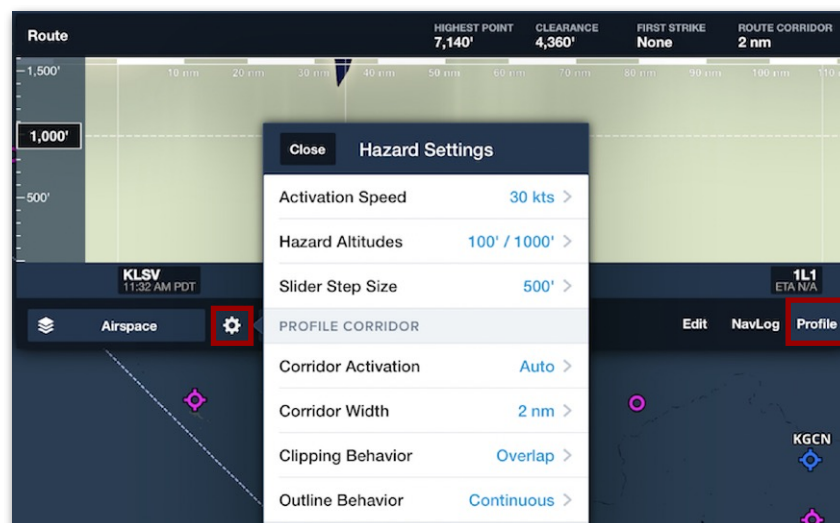 Route
HIGHEST POINT CLEARANCE FIRST STRIKE ROUTE CORRIDOR
7,140' 4,360' None 2 nm
1,500' 10 nm 20 nm 30 nm 40 nm 50 nm 60 nm 70 nm 80 nm 90 nm 100 nm 110
1,000'
500'
Close Hazard Settings
Activation Speed 30 kts >
Hazard Altitudes 100' / 1000' >
Slider Step Size 500' >
PROFILE CORRIDOR
Corridor Activation Auto >
Corridor Width 2 nm >
Clipping Behavior Overlap >
Outline Behavior Continuous >
KLSV
11:32 AM PDT
1L1
ETA N/A
Airspace
Edit NavLog Profile
KGCN